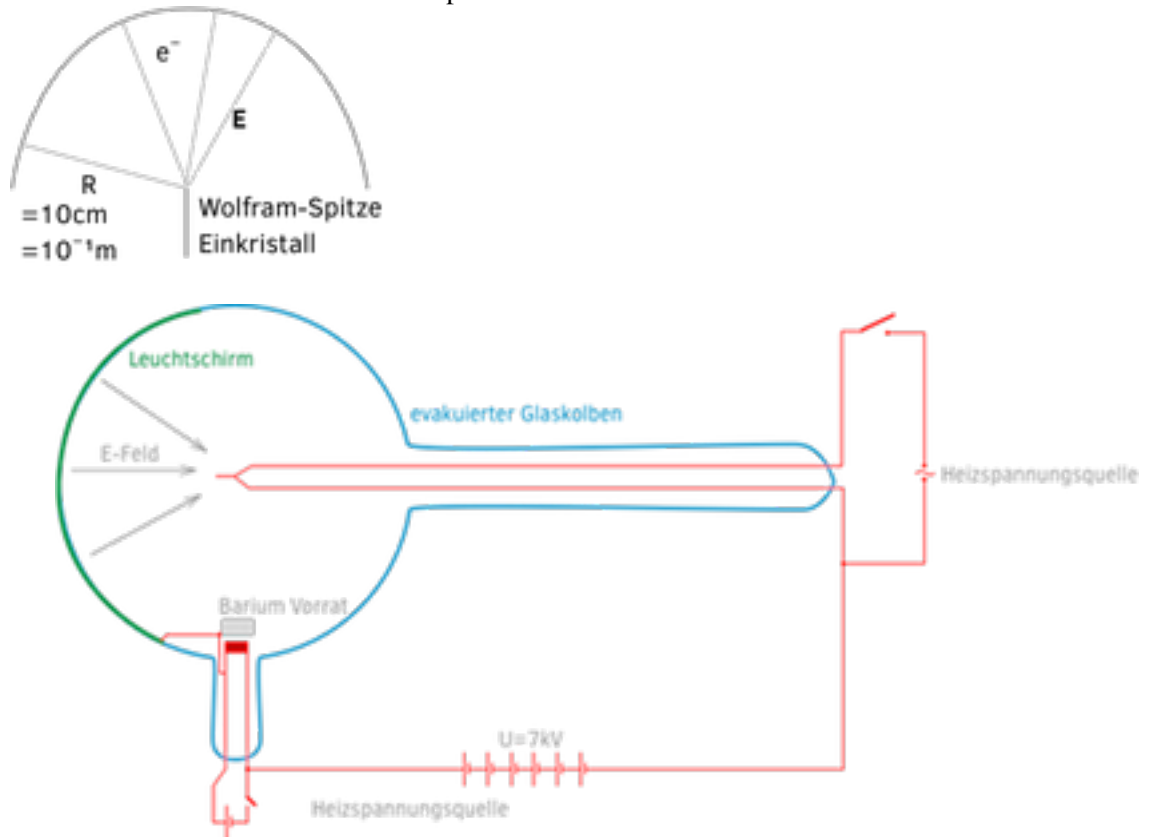 e⁻
E
R
=10cm
=10⁻¹m
Wolfram-Spitze
Einkristall
Leuchtschirm
evakuierter Glaskolben
E-Feld
Heizspannungsquelle
Barium Vorrat
U=7kV
Heizspannungsquelle